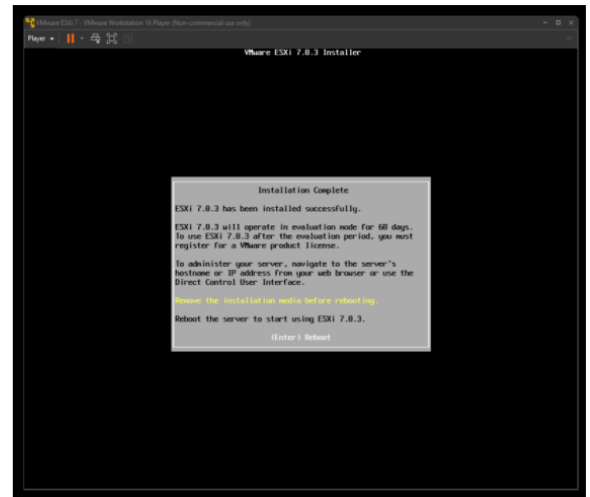 VMware ESXi 7 - VMware Workstation 16 Player (Non-commercial use only)
Player
VMware ESXi 7.0.3 Installer
Installation Complete
ESXi 7.0.3 has been installed successfully.
ESXi 7.0.3 will operate in evaluation mode for 60 days.
To use ESXi 7.0.3 after the evaluation period, you must
register for a VMware product license.
To administer your server, navigate to the server's
hostname or IP address from your web browser or use the
Direct Control User Interface.
Remove the installation media before rebooting.
Reboot the server to start using ESXi 7.0.3.
(Enter) Reboot